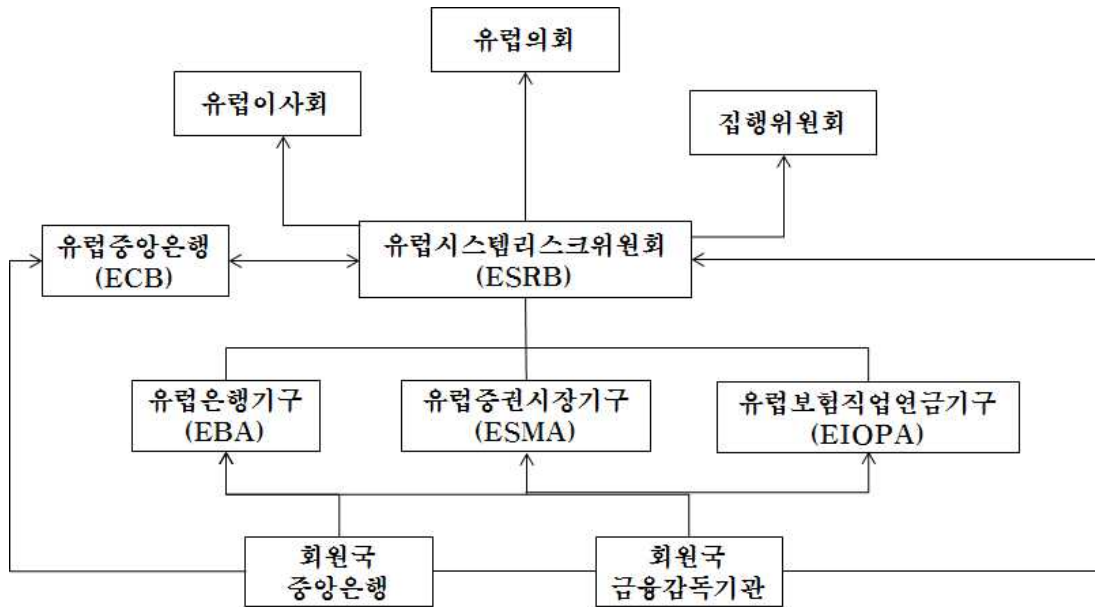 유럽의회
유럽이사회
집행위원회
유럽중앙은행
(ECB)
유럽시스템리스크위원회
(ESRB)
유럽은행기구
(EBA)
유럽증권시장기구
(ESMA)
유럽보험직업연금기구
(EIOPA)
회원국
중앙은행
회원국
금융감독기관